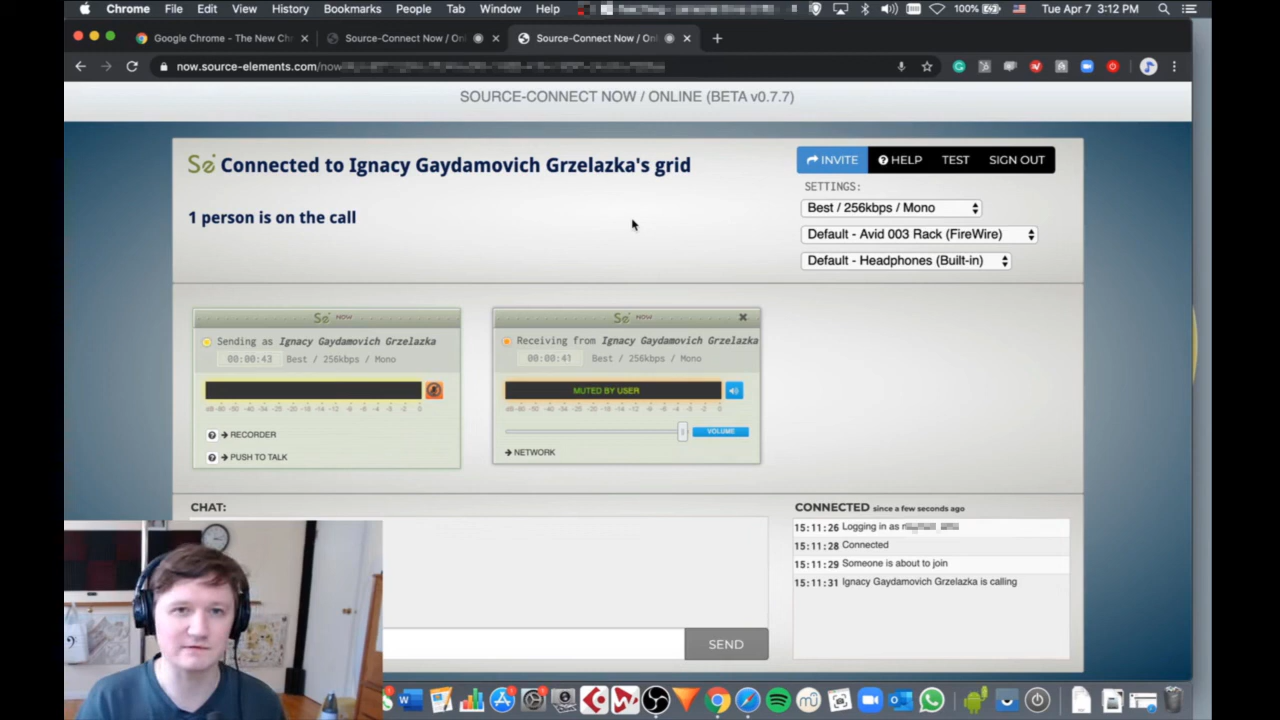 Chrome File Edit View History Bookmarks People Tab Window Help 100% Tue Apr 7 3:12 PM
Google Chrome - The New Ch Source-Connect Now / Onl Source-Connect Now / Onl
now.source-elements.com/now
SOURCE-CONNECT NOW / ONLINE (BETA v0.7.7)
Se Connected to Ignacy Gaydamovich Grzelazka's grid
INVITE HELP TEST SIGN OUT
SETTINGS:
1 person is on the call
Best / 256kbps / Mono
Default - Avid 003 Rack (FireWire)
Default - Headphones (Built-in)
Se NOW
Sending as Ignacy Gaydamovich Grzelazka
00:00:43 Best / 256kbps / Mono
RECORDER
PUSH TO TALK
Se NOW
Receiving from Ignacy Gaydamovich Grzelazka
00:00:41 Best / 256kbps / Mono
MUTED BY USER
VOLUME
NETWORK
CHAT:
SEND
CONNECTED since a few seconds ago
15:11:26 Logging in as
15:11:28 Connected
15:11:29 Someone is about to join
15:11:31 Ignacy Gaydamovich Grzelazka is calling